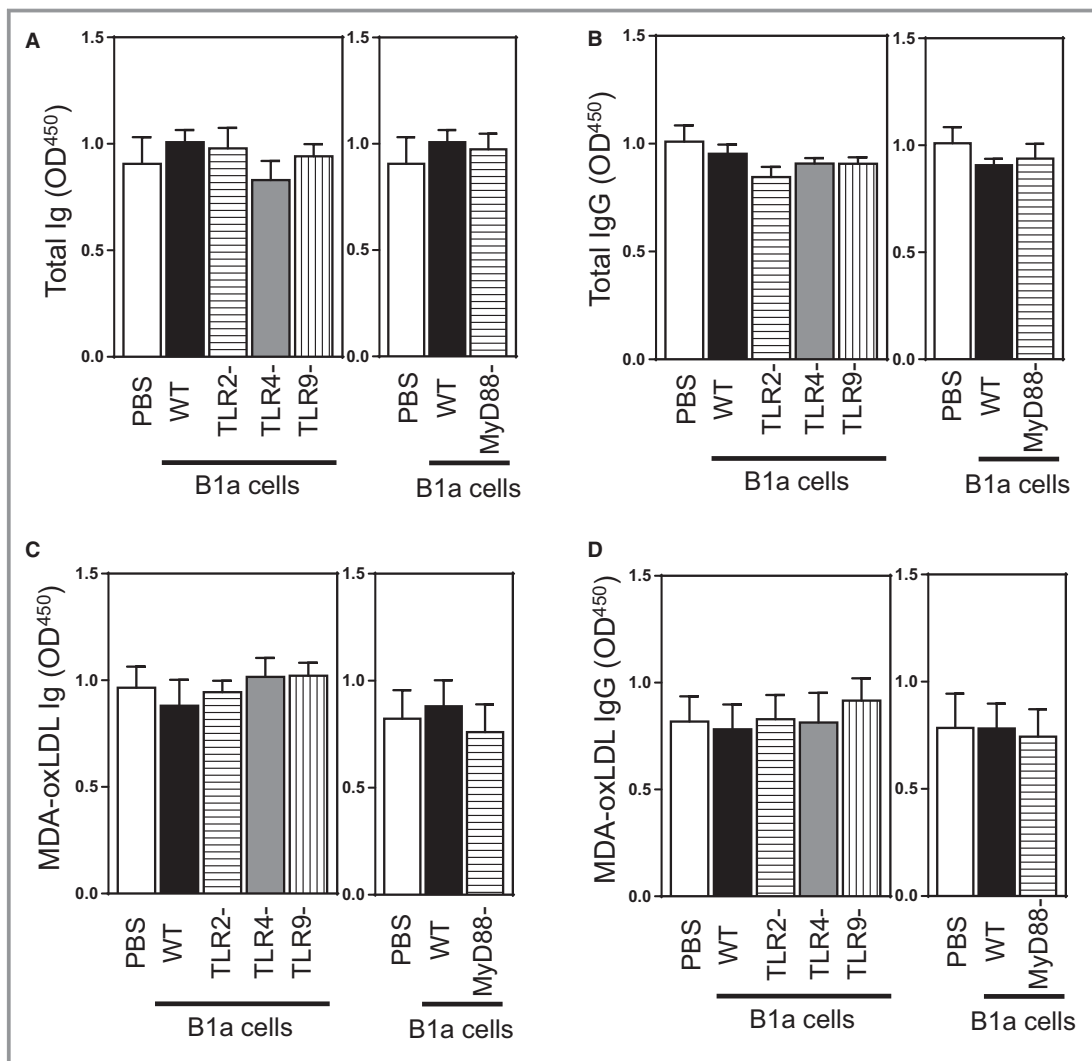 A
Total Ig (OD450)
1.5
1.0
0.5
0.0
PBS
WT
TLR2-
TLR4-
TLR9-
B1a cells
1.5
1.0
0.5
0.0
PBS
WT
MyD88-
B1a cells
B
Total IgG (OD450)
1.5
1.0
0.5
0.0
PBS
WT
TLR2-
TLR4-
TLR9-
B1a cells
1.5
1.0
0.5
0.0
PBS
WT
MyD88-
B1a cells
C
MDA-oxLDL Ig (OD450)
1.5
1.0
0.5
0.0
PBS
WT
TLR2-
TLR4-
TLR9-
B1a cells
1.5
1.0
0.5
0.0
PBS
WT
MyD88-
B1a cells
D
MDA-oxLDL IgG (OD450)
1.5
1.0
0.5
0.0
PBS
WT
TLR2-
TLR4-
TLR9-
B1a cells
1.5
1.0
0.5
0.0
PBS
WT
MyD88-
B1a cells